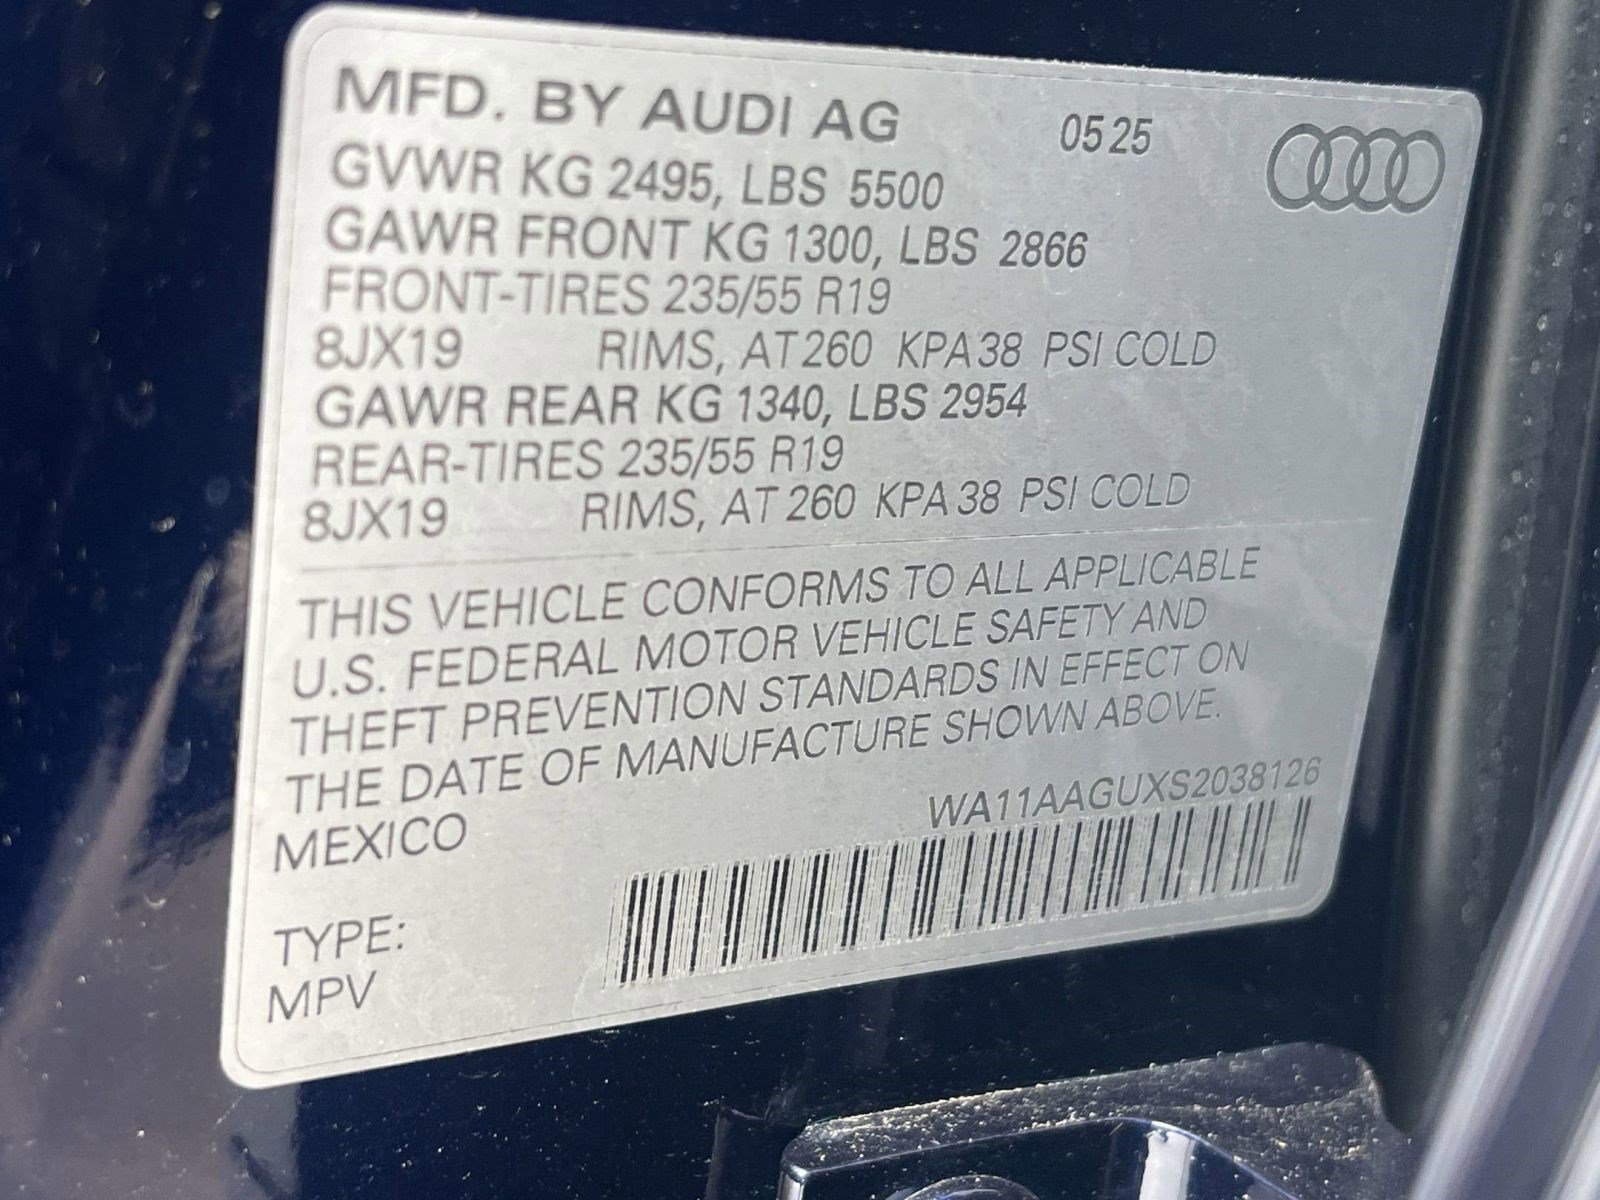 MFD. BY AUDI AG 0525
GVWR KG 2495, LBS 5500
GAWR FRONT KG 1300, LBS 2866
FRONT-TIRES 235/55 R19
8JX19 RIMS, AT 260 KPA 38 PSI COLD
GAWR REAR KG 1340, LBS 2954
REAR-TIRES 235/55 R19
8JX19 RIMS, AT 260 KPA 38 PSI COLD
THIS VEHICLE CONFORMS TO ALL APPLICABLE
U.S. FEDERAL MOTOR VEHICLE SAFETY AND
THEFT PREVENTION STANDARDS IN EFFECT ON
THE DATE OF MANUFACTURE SHOWN ABOVE.
MEXICO WA11AAGUXS2038126
TYPE:
MPV